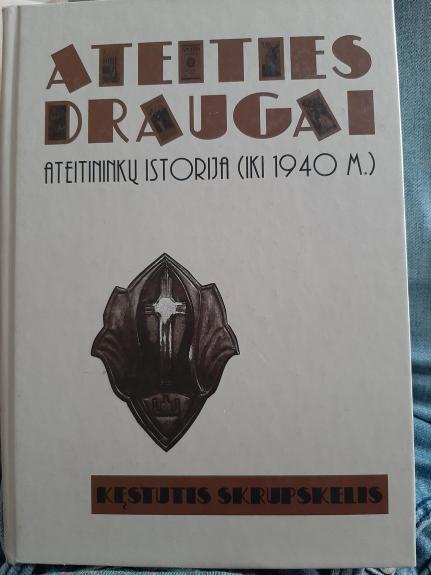 ATEITIES
DRAUGAI
ATEITININKŲ ISTORIJA (IKI 1940 M.)
KĘSTUTIS SKRUPSKELIS